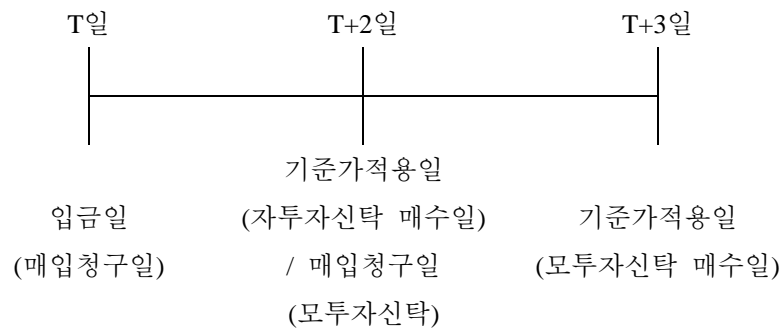 T일
T+2일
T+3일
입금일
(매입청구일)
기준가적용일
(자투자신탁 매수일)
/ 매입청구일
(모투자신탁)
기준가적용일
(모투자신탁 매수일)